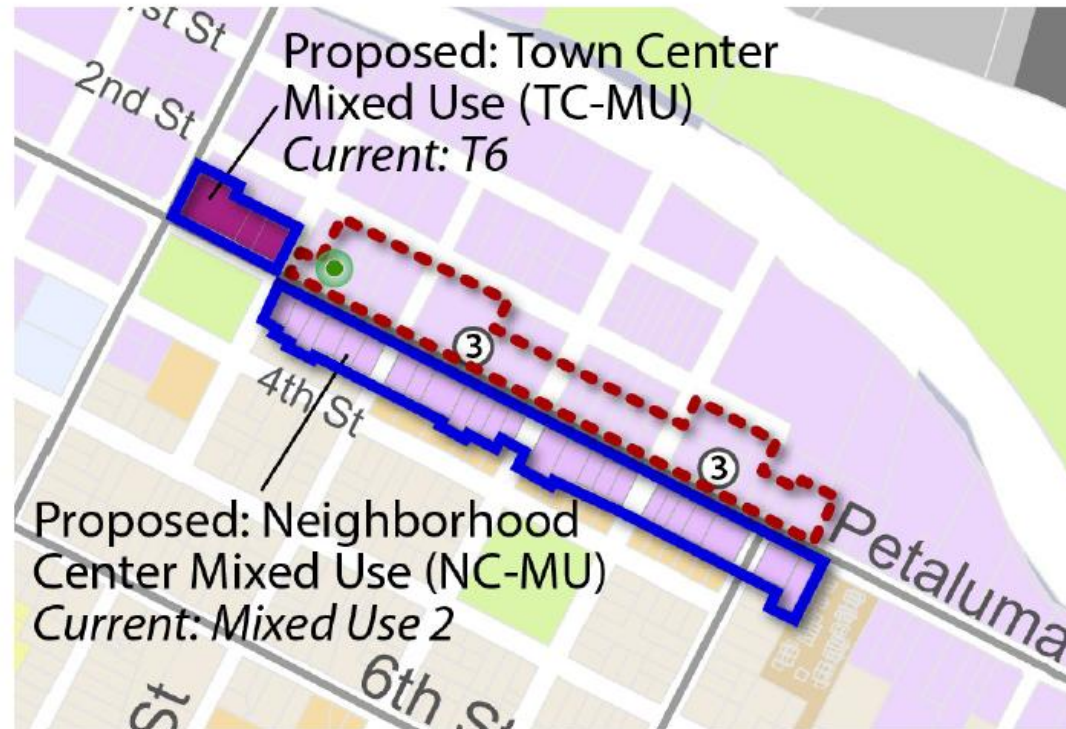 2nd St
Proposed: Town Center
Mixed Use (TC-MU)
Current: T6
3
4th St
3
Proposed: Neighborhood
Center Mixed Use (NC-MU)
Current: Mixed Use 2
Petaluma
6th St
St